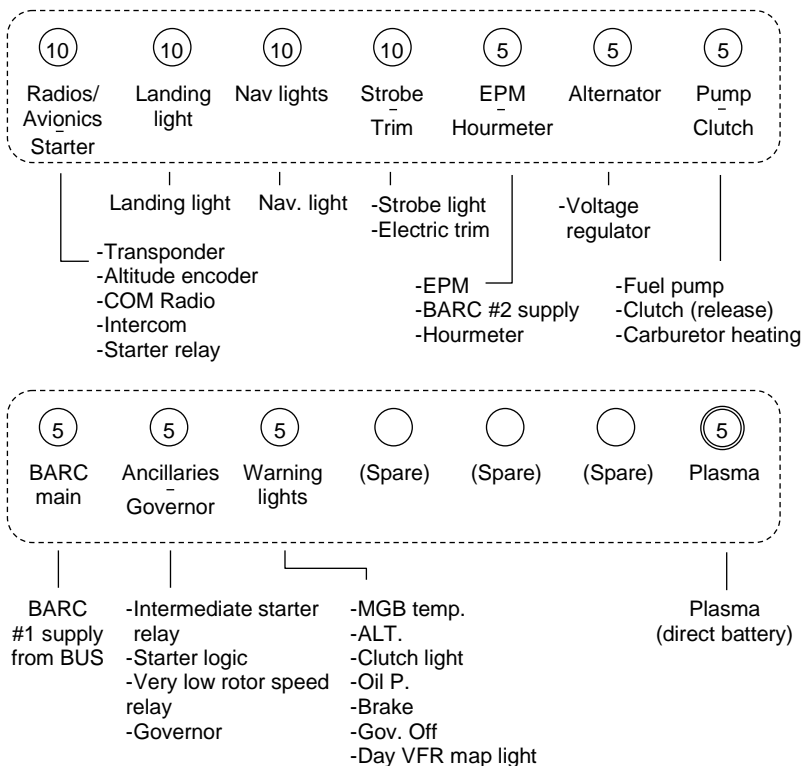 10 10 10 10 5 5 5
Radios/ Landing Nav lights Strobe EPM Alternator Pump
Avionics light - - -
- Trim Hourmeter Clutch
Starter
Landing light Nav. light -Strobe light -Voltage
-Electric trim regulator
-Transponder
-Altitude encoder
-COM Radio
-Intercom
-Starter relay
-EPM
-BARC #2 supply
-Hourmeter
-Fuel pump
-Clutch (release)
-Carburetor heating
5 5 5 5
BARC Ancillaries Warning (Spare) (Spare) (Spare) Plasma
main - lights
Governor
BARC
#1 supply
from BUS
-Intermediate starter
relay
-Starter logic
-Very low rotor speed
relay
-Governor
-MGB temp.
-ALT.
-Clutch light
-Oil P.
-Brake
-Gov. Off
-Day VFR map light
Plasma
(direct battery)